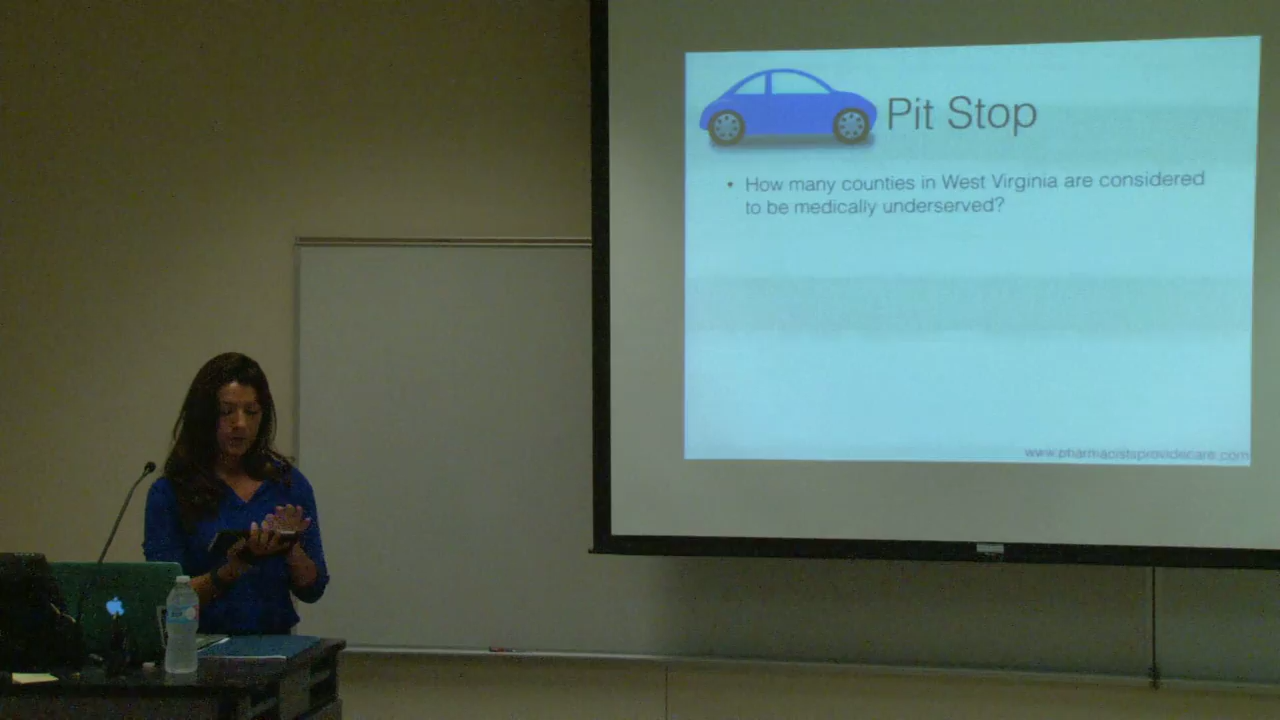 Pit Stop
• How many counties in West Virginia are considered
to be medically underserved?
www.pharmacistsprovidecare.com